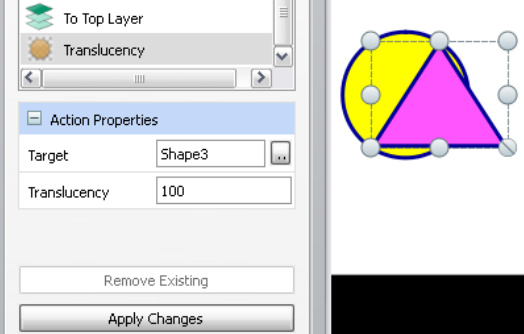 To Top Layer
Translucency
Action Properties
Target Shape3 ..
Translucency 100
Remove Existing
Apply Changes